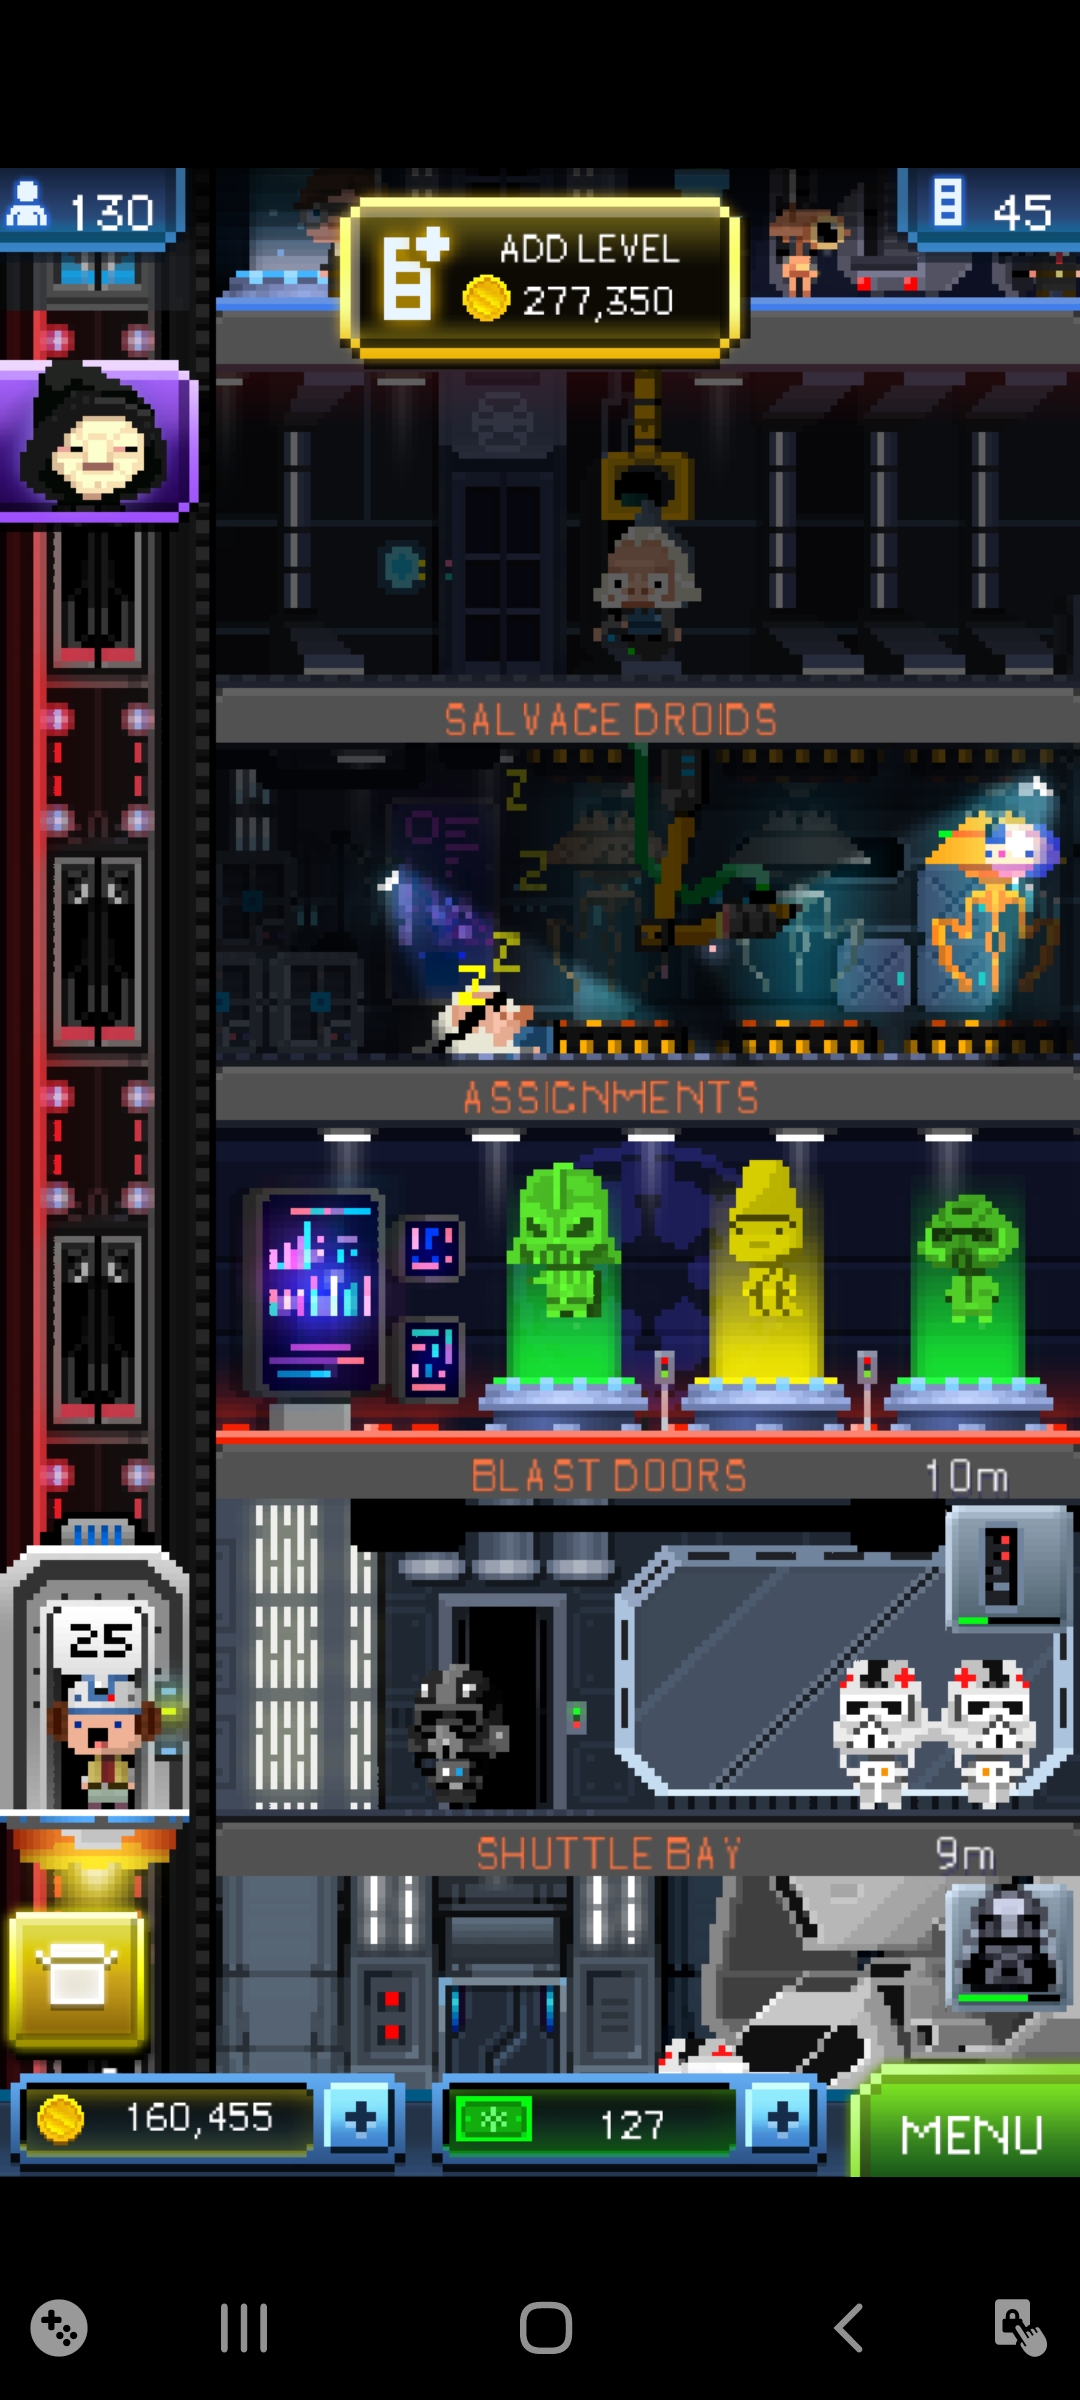 130
45
ADD LEVEL
277,350
SALVAGE DROIDS
Z
Z
Z
Z
ASSIGNMENTS
BLAST DOORS 10m
25
SHUTTLE BAY 9m
160,455
127
MENU